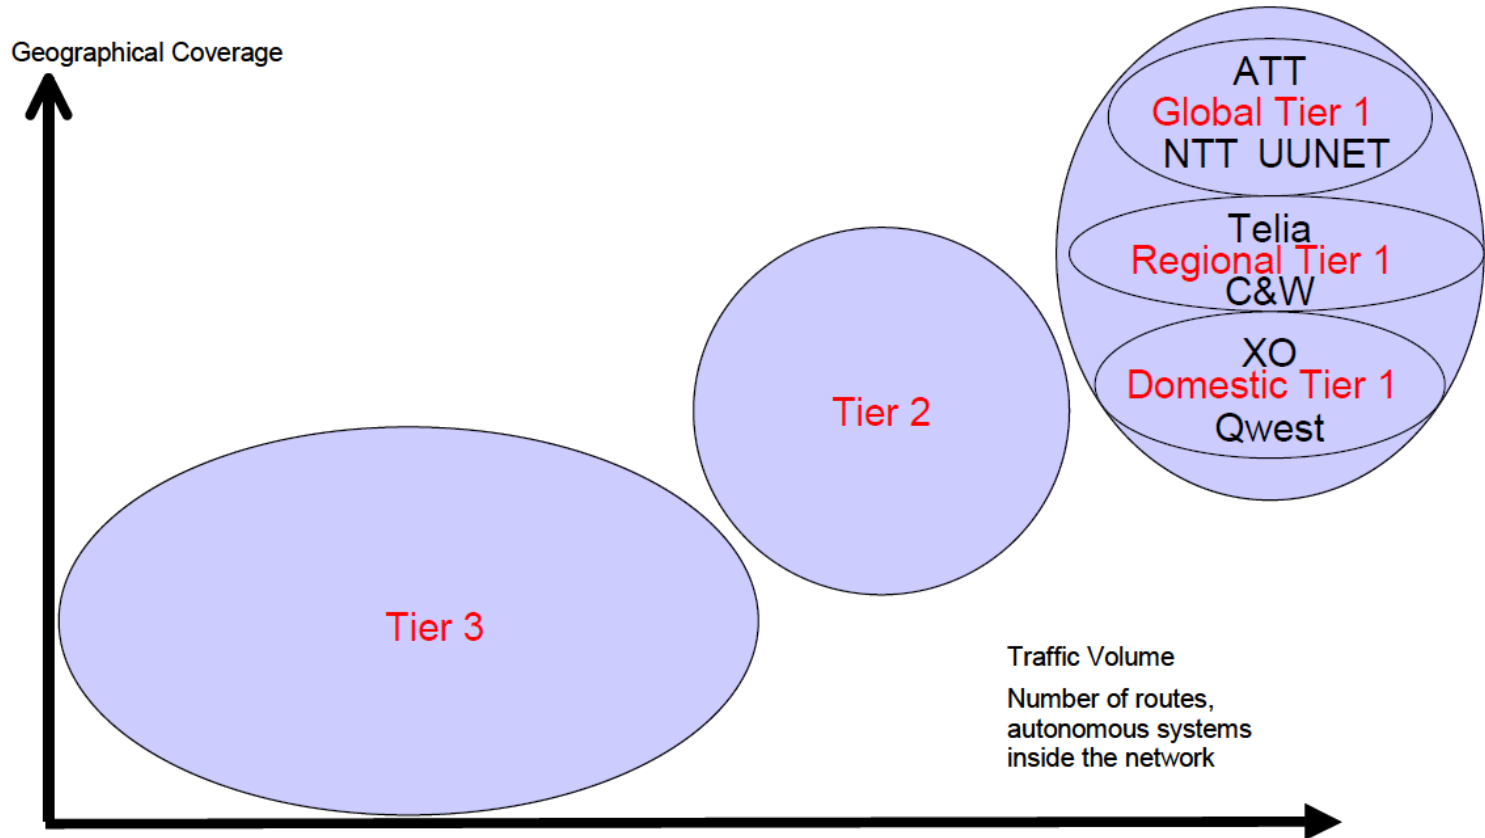 Geographical Coverage
ATT
Global Tier 1
NTT UUNET
Telia
Regional Tier 1
C&W
XO
Domestic Tier 1
Qwest
Tier 2
Tier 3
Traffic Volume
Number of routes,
autonomous systems
inside the network